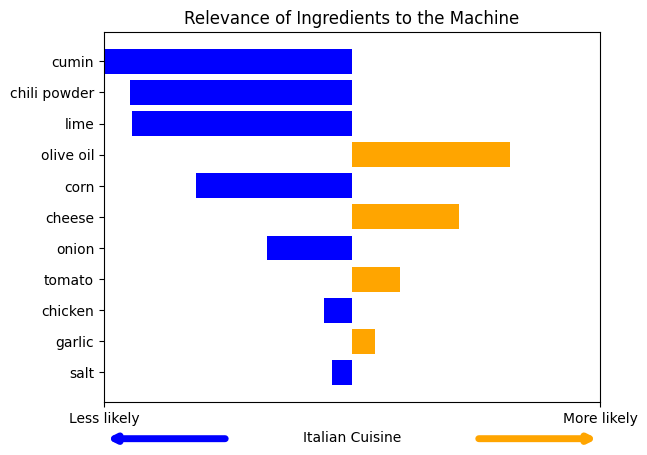 Relevance of Ingredients to the Machine
cumin
chili powder
lime
olive oil
corn
cheese
onion
tomato
chicken
garlic
salt
Less likely
More likely
Italian Cuisine